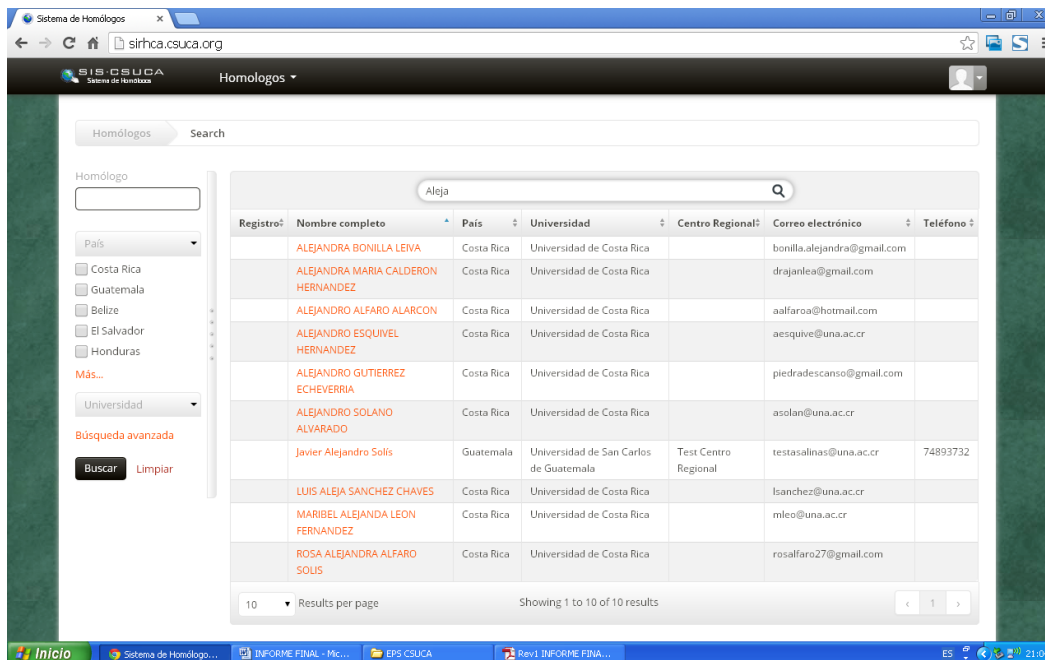 Sistema de Homólogos
sirhca.csuca.org
SIS-CSUCA
Sistema de Homólogos
Homologos
Homólogos
Search
Homólogo
País
Costa Rica
Guatemala
Belize
El Salvador
Honduras
Más...
Universidad
Búsqueda avanzada
Buscar Limpiar
Aleja
Registro Nombre completo País Universidad Centro Regional Correo electrónico Teléfono
ALEJANDRA BONILLA LEIVA Costa Rica Universidad de Costa Rica bonilla.alejandra@gmail.com
ALEJANDRA MARIA CALDERON Costa Rica Universidad de Costa Rica drajanlea@gmail.com
HERNANDEZ
ALEJANDRO ALFARO ALARCON Costa Rica Universidad de Costa Rica aalfaroa@hotmail.com
ALEJANDRO ESQUIVEL Costa Rica Universidad de Costa Rica aesquive@una.ac.cr
HERNANDEZ
ALEJANDRO GUTIERREZ Costa Rica Universidad de Costa Rica piedradescanso@gmail.com
ECHEVERRIA
ALEJANDRO SOLANO Costa Rica Universidad de Costa Rica asolan@una.ac.cr
ALVARADO
Javier Alejandro Solís Guatemala Universidad de San Carlos Test Centro testasalinas@una.ac.cr 74893732
de Guatemala Regional
LUIS ALEJA SANCHEZ CHAVES Costa Rica Universidad de Costa Rica lsanchez@una.ac.cr
MARIBEL ALEJANDA LEON Costa Rica Universidad de Costa Rica mleo@una.ac.cr
FERNANDEZ
ROSA ALEJANDRA ALFARO Costa Rica Universidad de Costa Rica rosalfaro27@gmail.com
SOLIS
10 Results per page Showing 1 to 10 of 10 results 1
Inicio Sistema de Homólogo... INFORME FINAL - Mic... EPS CSUCA Rev1 INFORME FINA... ES